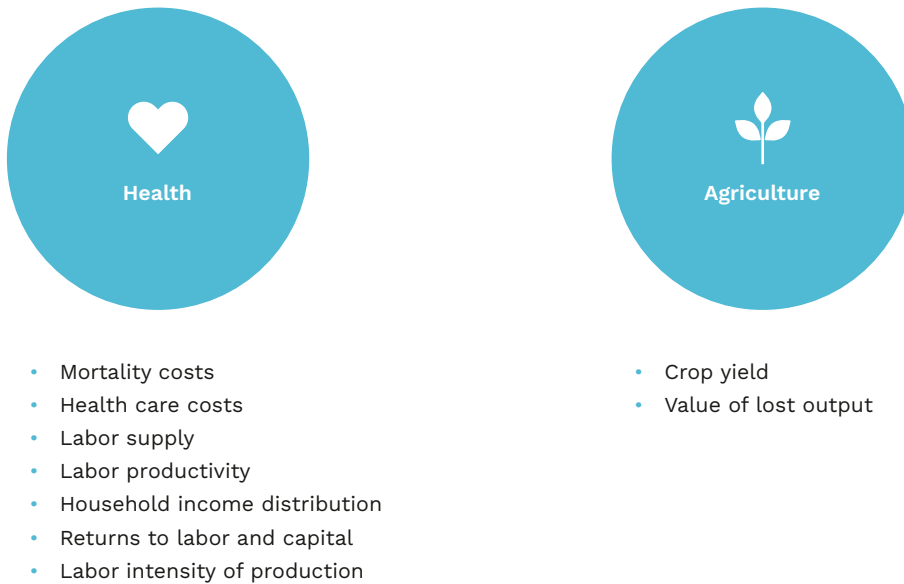 Health
Agriculture
• Mortality costs
• Health care costs
• Labor supply
• Labor productivity
• Household income distribution
• Returns to labor and capital
• Labor intensity of production
• Crop yield
• Value of lost output